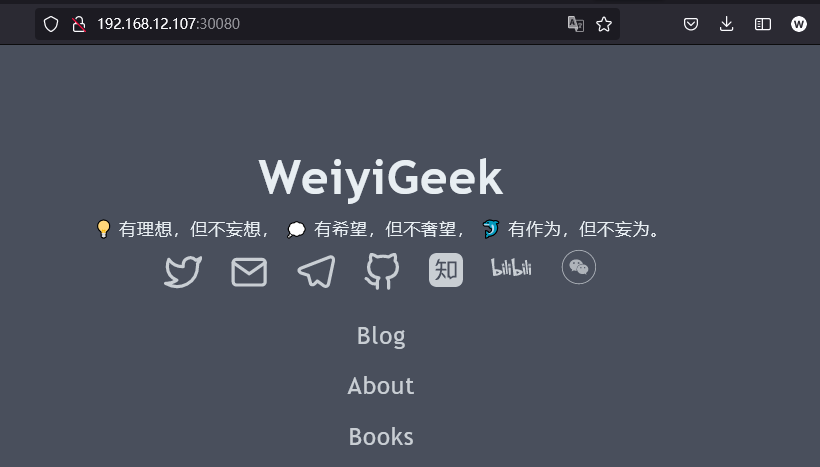 192.168.12.107:30080
W
WeiyiGeek
💡 有理想，但不妄想， 💭 有希望，但不奢望， 🐬 有作为，但不妄为。
知 bilibili
Blog
About
Books